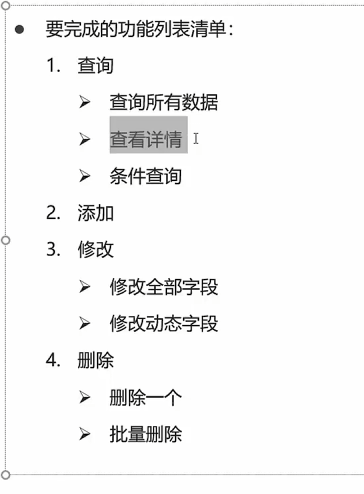 ● 要完成的功能列表清单：
1. 查询
➢ 查询所有数据
➢ 查看详情
➢ 条件查询
2. 添加
3. 修改
➢ 修改全部字段
➢ 修改动态字段
4. 删除
➢ 删除一个
➢ 批量删除